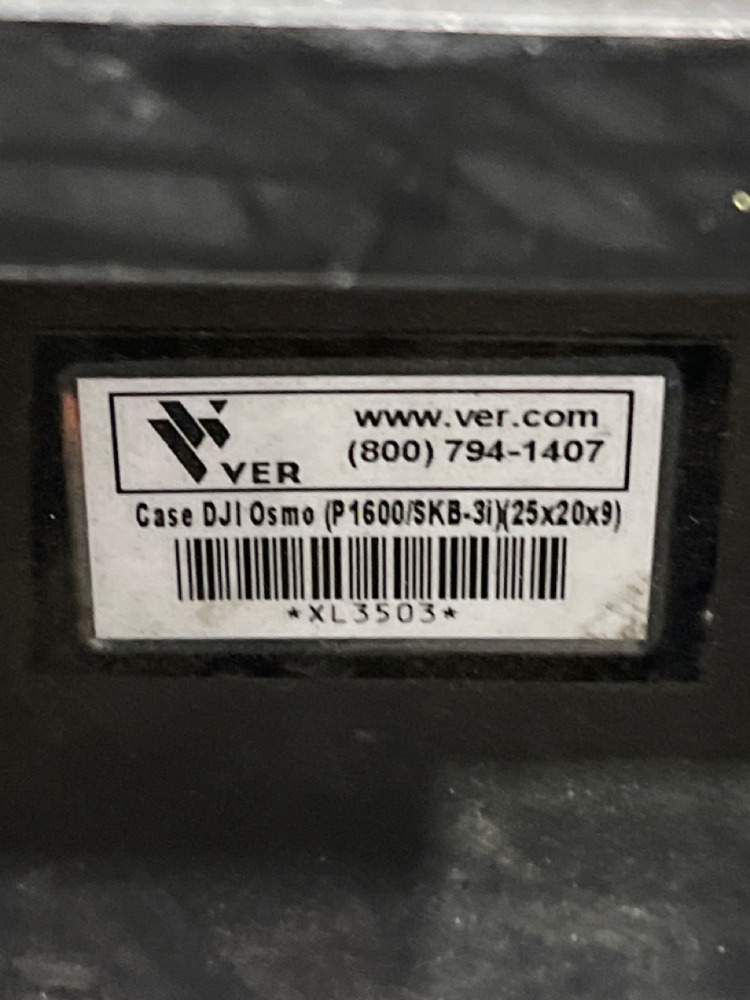 www.ver.com
VER (800) 794-1407
Case DJI Osmo (P1600/SKB-3i)(25x20x9)
*XL3503*